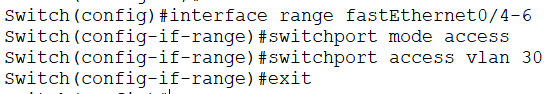 Switch(config)#interface range fastEthernet0/4-6
Switch(config-if-range)#switchport mode access
Switch(config-if-range)#switchport access vlan 30
Switch(config-if-range)#exit